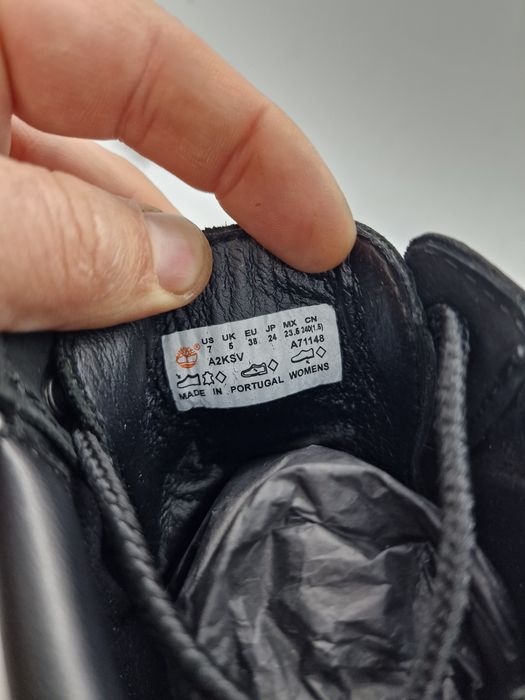 US UK EU JP MX CN
7 5 38 24 23,5 240(1.5)
A2KSV A71148
MADE IN PORTUGAL WOMENS